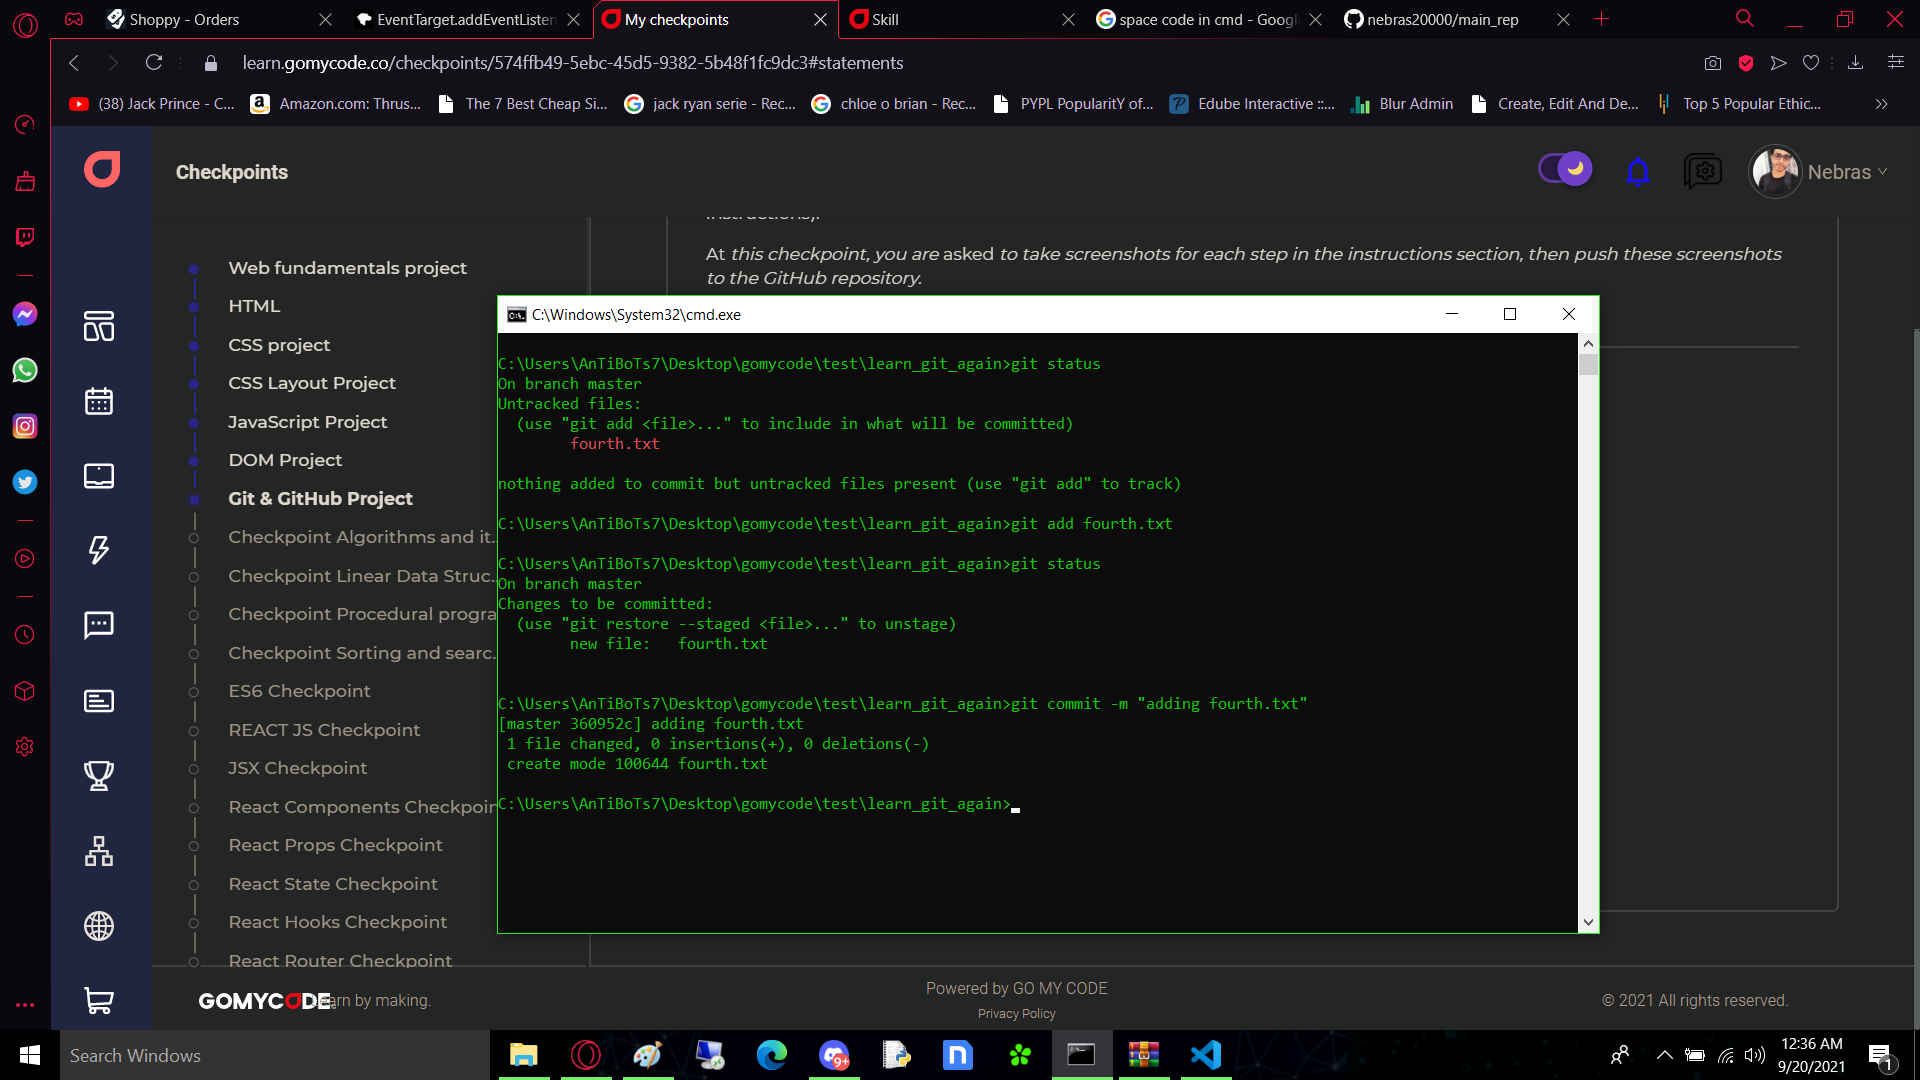 Shoppy - Orders
EventTarget.addEventListen
My checkpoints
Skill
space code in cmd - Googl
nebras20000/main_rep
learn.gomycode.co/checkpoints/574ffb49-5ebc-45d5-9382-5b48f1fc9dc3#statements
(38) Jack Prince - C...
Amazon.com: Thrus...
The 7 Best Cheap Si...
jack ryan serie - Rec...
chloe o brian - Rec...
PYPL PopularitY of...
Edube Interactive ::...
Blur Admin
Create, Edit And De...
Top 5 Popular Ethic...
Checkpoints
Nebras
instructions).
At this checkpoint, you are asked to take screenshots for each step in the instructions section, then push these screenshots
to the GitHub repository.
Web fundamentals project
HTML
CSS project
CSS Layout Project
JavaScript Project
DOM Project
Git & GitHub Project
Checkpoint Algorithms and it...
Checkpoint Linear Data Struc...
Checkpoint Procedural progra
Checkpoint Sorting and searc...
ES6 Checkpoint
REACT JS Checkpoint
JSX Checkpoint
React Components Checkpoin
React Props Checkpoint
React State Checkpoint
React Hooks Checkpoint
React Router Checkpoint
C:\Windows\System32\cmd.exe
C:\Users\AnTiBoTs7\Desktop\gomycode\test\learn_git_again>git status
On branch master
Untracked files:
(use "git add <file>..." to include in what will be committed)
fourth.txt
nothing added to commit but untracked files present (use "git add" to track)
C:\Users\AnTiBoTs7\Desktop\gomycode\test\learn_git_again>git add fourth.txt
C:\Users\AnTiBoTs7\Desktop\gomycode\test\learn_git_again>git status
On branch master
Changes to be committed:
(use "git restore --staged <file>..." to unstage)
new file:   fourth.txt
C:\Users\AnTiBoTs7\Desktop\gomycode\test\learn_git_again>git commit -m "adding fourth.txt"
[master 360952c] adding fourth.txt
1 file changed, 0 insertions(+), 0 deletions(-)
create mode 100644 fourth.txt
C:\Users\AnTiBoTs7\Desktop\gomycode\test\learn_git_again>
GOMYCODE
Learn by making.
Powered by GO MY CODE
Privacy Policy
© 2021 All rights reserved.
Search Windows
9+
12:36 AM
9/20/2021
1